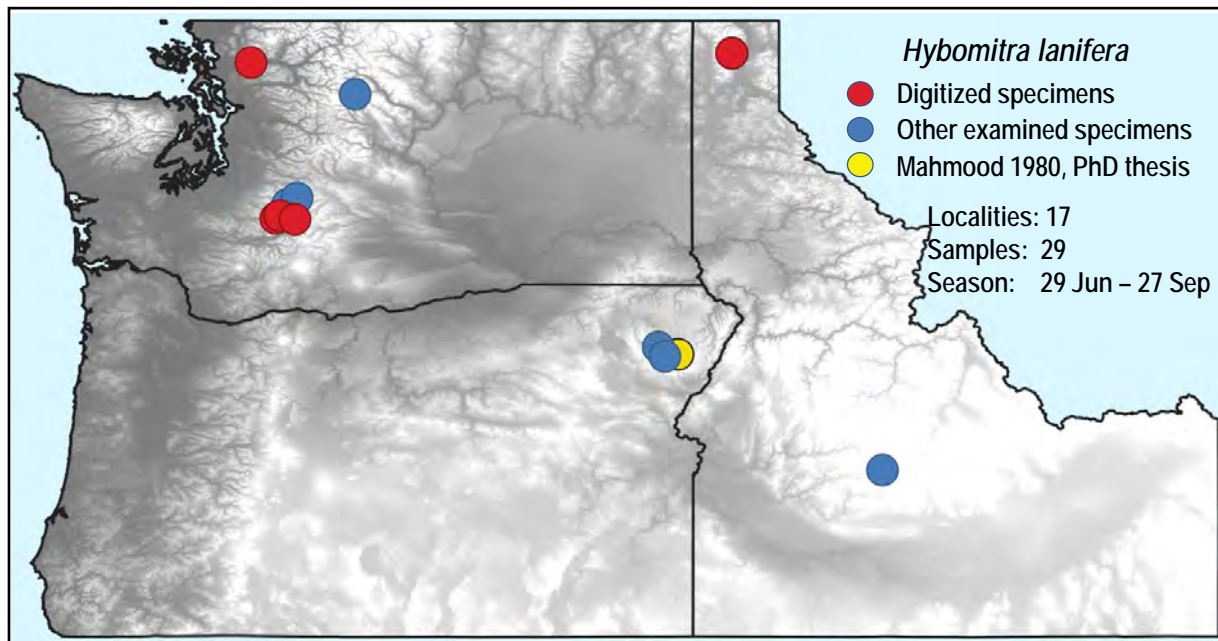 Hybomitra lanifera
Digitized specimens
Other examined specimens
Mahmood 1980, PhD thesis
Localities: 17
Samples: 29
Season: 29 Jun – 27 Sep